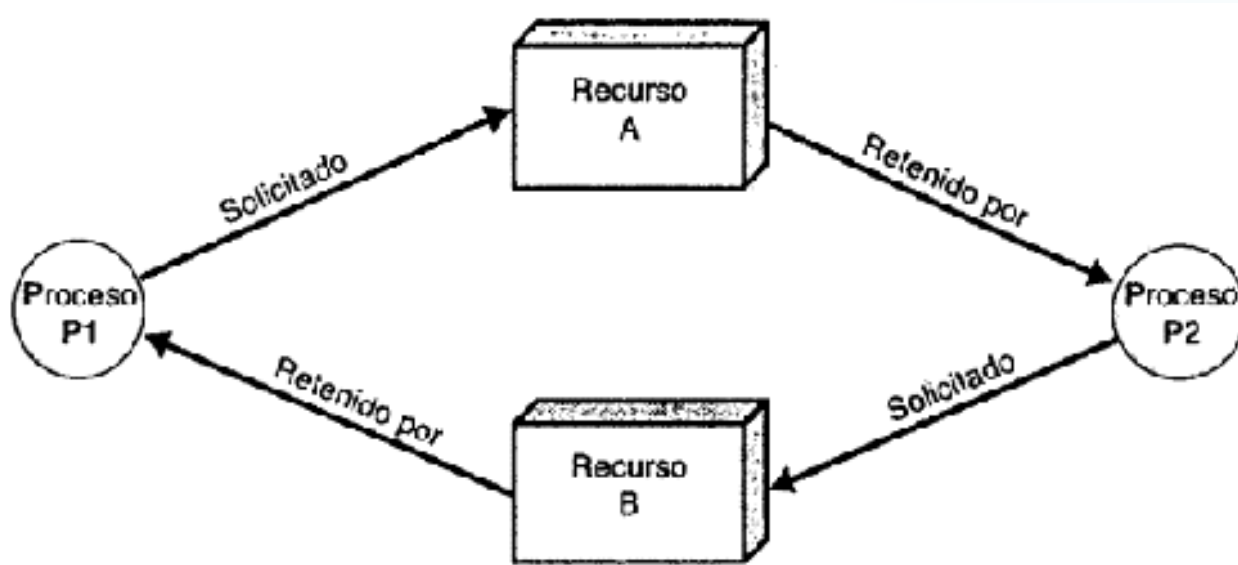 Recurso
A
Solicitado
Retenido por
Proceso
P1
Proceso
P2
Retenido por
Solicitado
Recurso
B